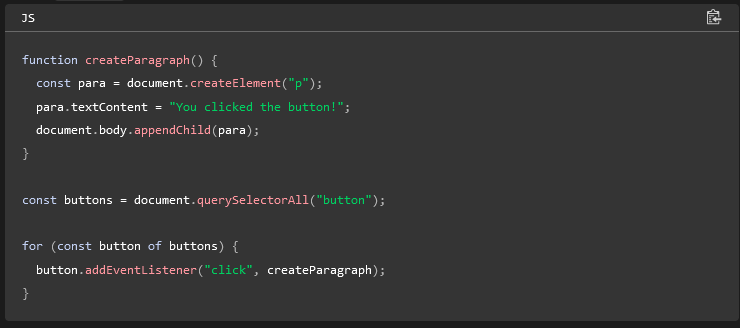 JS
function createParagraph() {
  const para = document.createElement("p");
  para.textContent = "You clicked the button!";
  document.body.appendChild(para);
}

const buttons = document.querySelectorAll("button");

for (const button of buttons) {
  button.addEventListener("click", createParagraph);
}